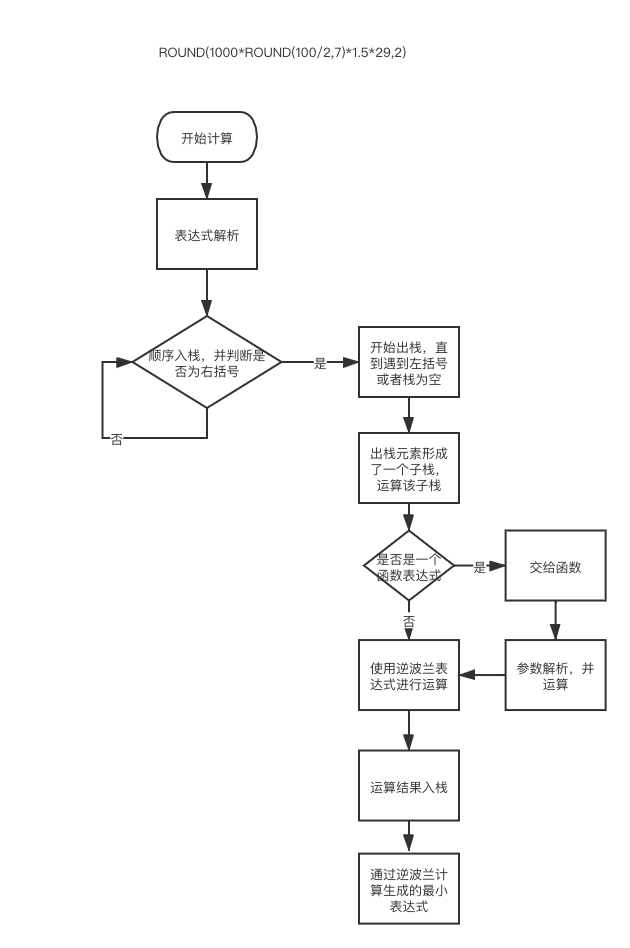 ROUND(1000*ROUND(100/2,7)*1.5*29,2)
开始计算
表达式解析
顺序入栈，并判断是
否为右括号
是
否
开始出栈，直
到遇到左括号
或者栈为空
出栈元素形成
了一个子栈，
运算该子栈
是否是一个
函数表达式
是
交给函数
否
使用逆波兰表
达式进行运算
参数解析，并
运算
运算结果入栈
通过逆波兰计
算生成的最小
表达式